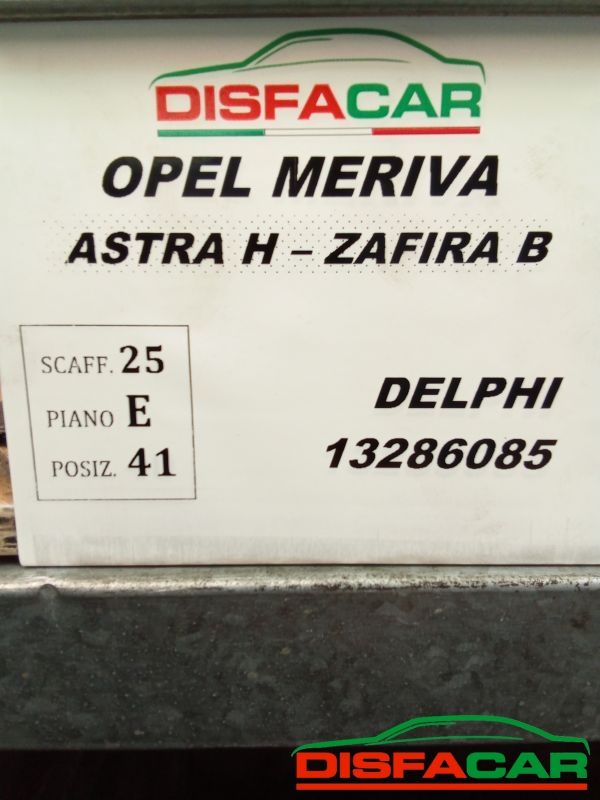 DISFACAR
OPEL MERIVA
ASTRA H – ZAFIRA B
SCAFF. 25
PIANO E
POSIZ. 41
DELPHI
13286085
DISFACAR